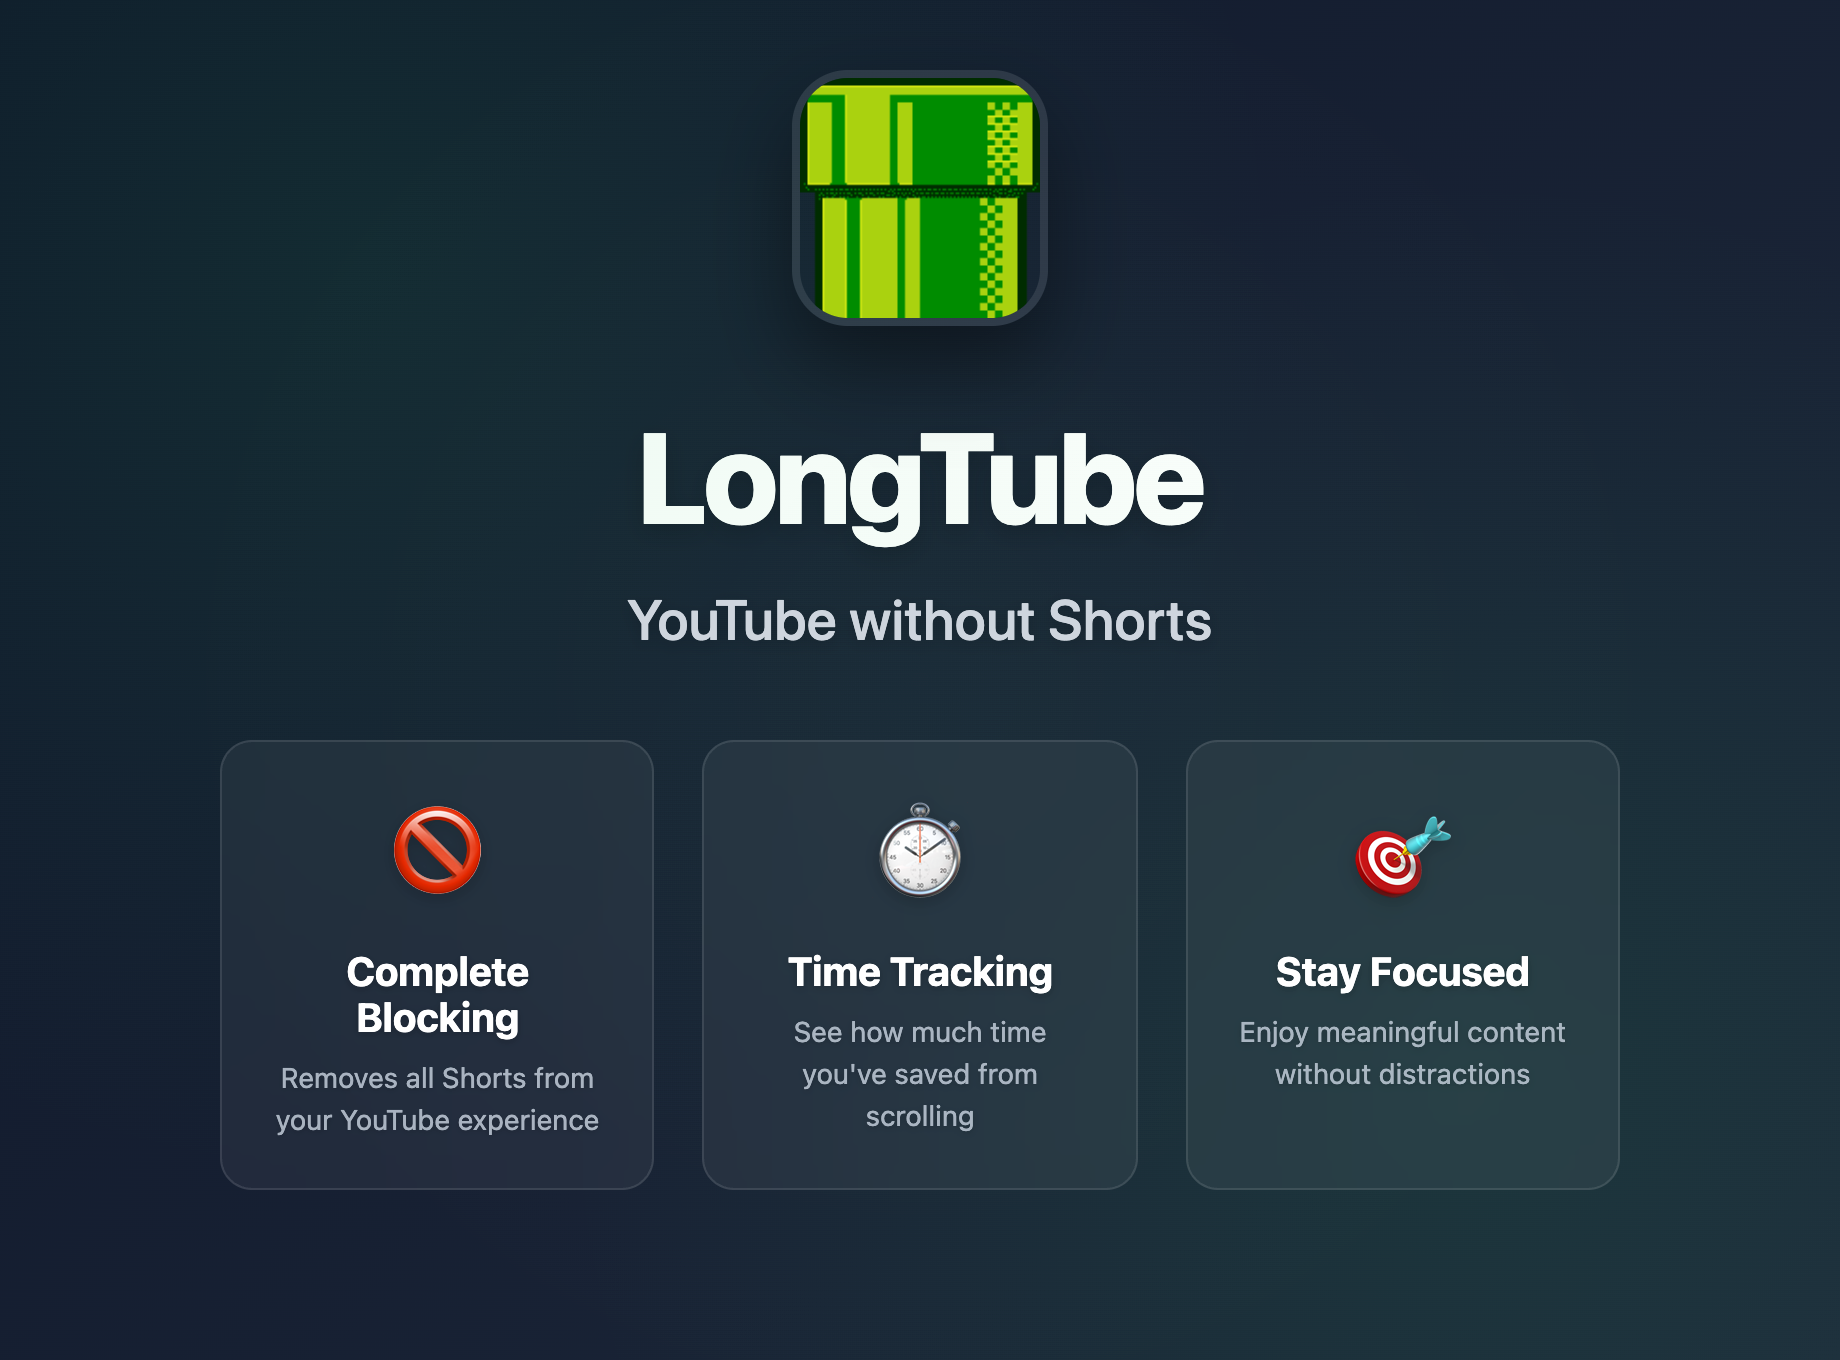 LongTube
YouTube without Shorts
Complete
Blocking
Removes all Shorts from
your YouTube experience
Time Tracking
See how much time
you've saved from
scrolling
Stay Focused
Enjoy meaningful content
without distractions